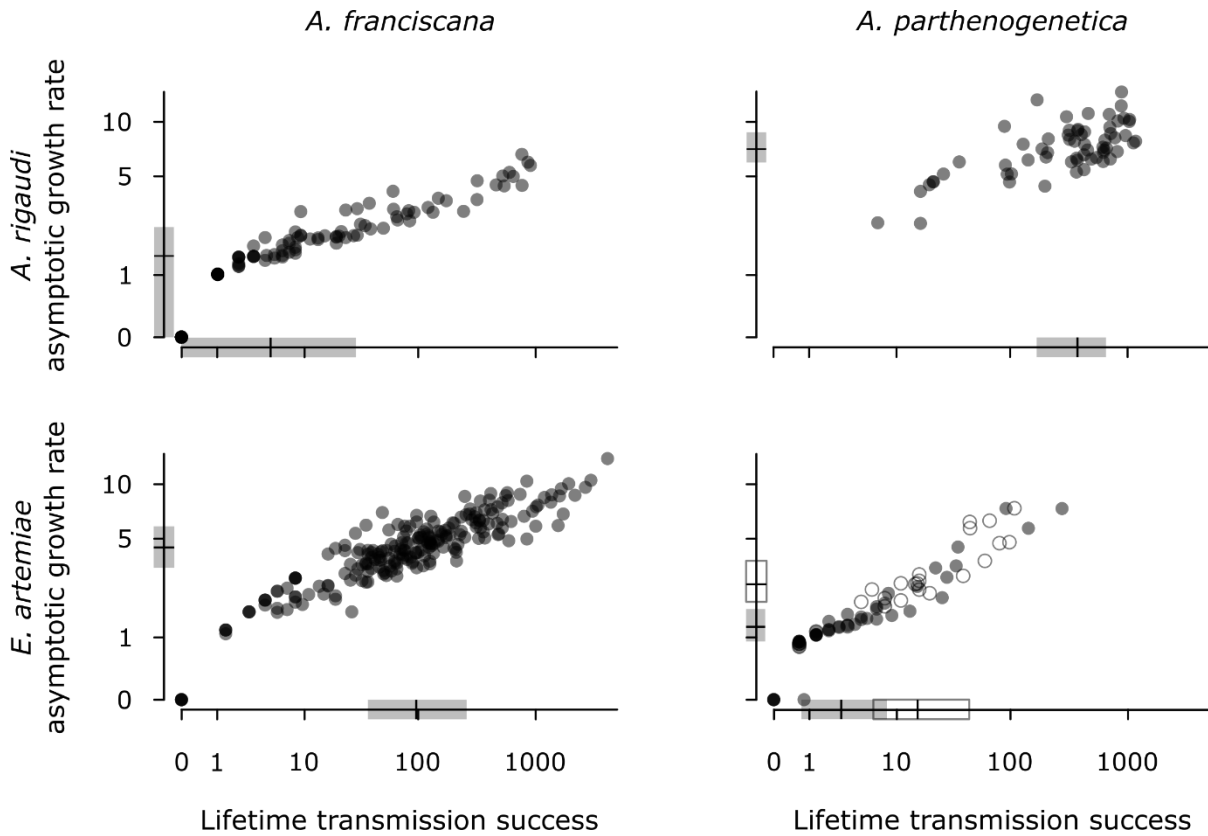 A. franciscana
A. parthenogenetica
A. rigaudi
asymptotic growth rate
10
5
1
0
E. artemiae
asymptotic growth rate
10
5
1
0
0 1 10 100 1000
0 1 10 100 1000
Lifetime transmission success
Lifetime transmission success